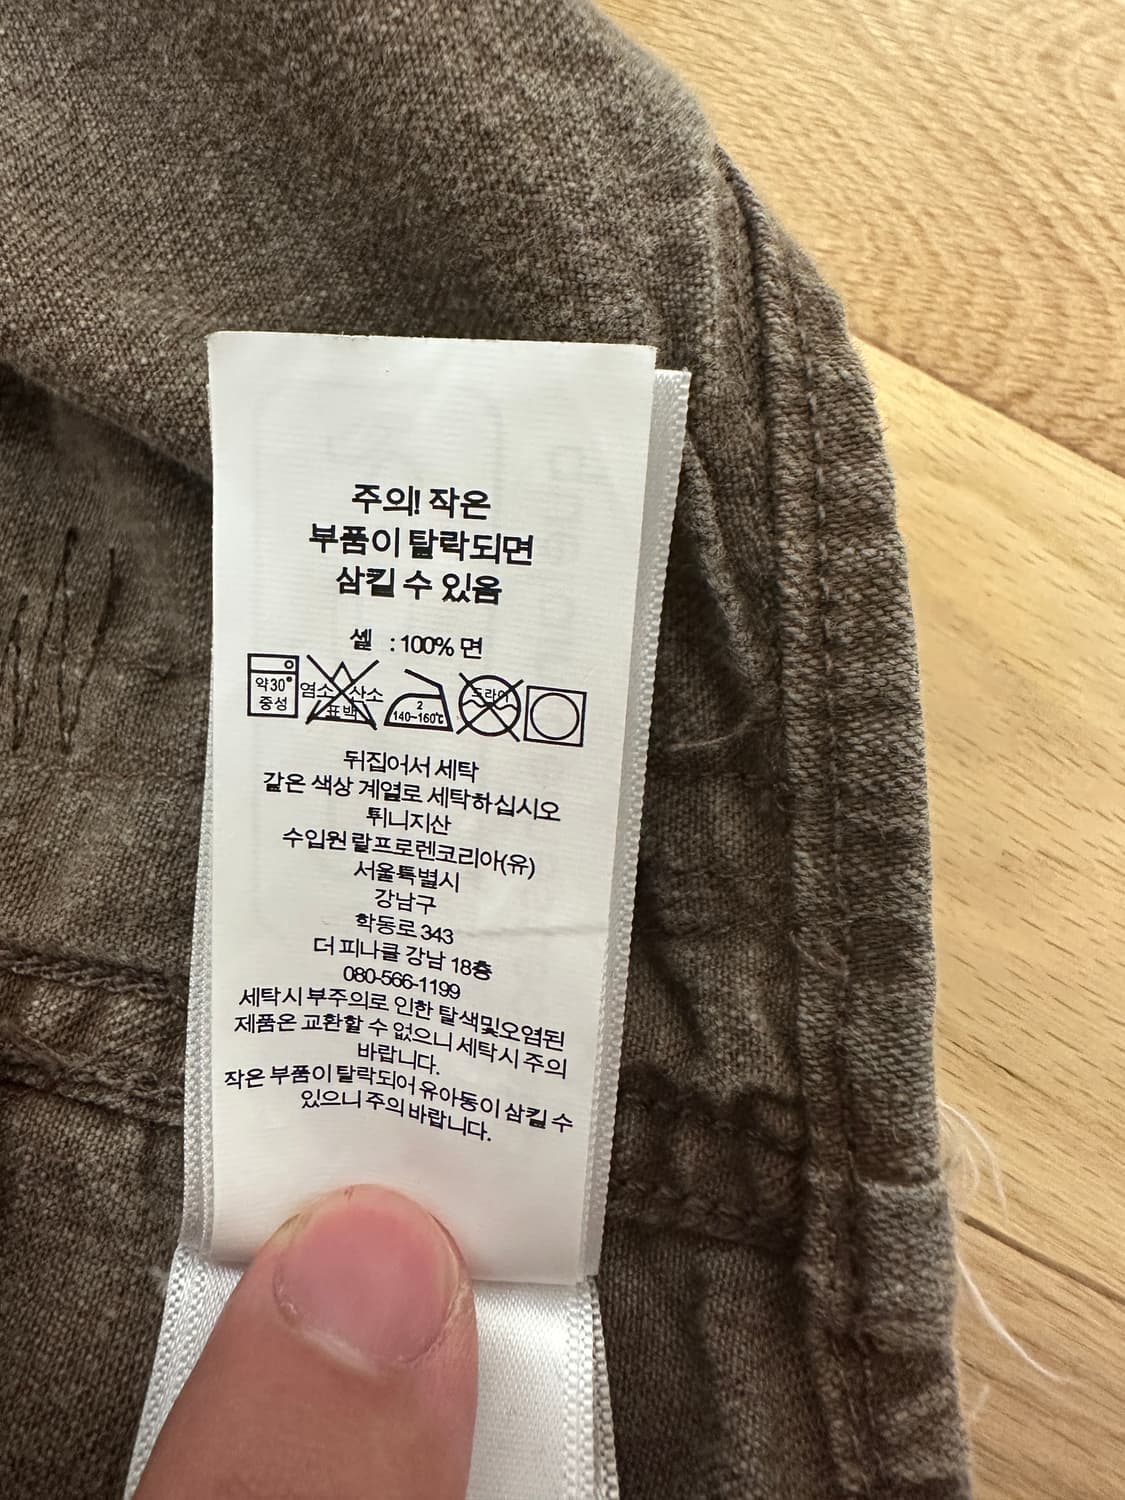 주의! 작은
부품이 탈락되면
삼킬 수 있음
셸 : 100% 면
약30° 중성 염소 산소 표백 2 140~160℃ 드라이
뒤집어서 세탁
같은 색상 계열로 세탁하십시오
튀니지산
수입원 랄프로렌코리아(유)
서울특별시
강남구
학동로 343
더 피나클 강남 18층
080-566-1199
세탁시 부주의로 인한 탈색및오염된
제품은 교환할 수 없으니 세탁시 주의
바랍니다.
작은 부품이 탈락되어 유아동이 삼킬 수
있으니 주의 바랍니다.